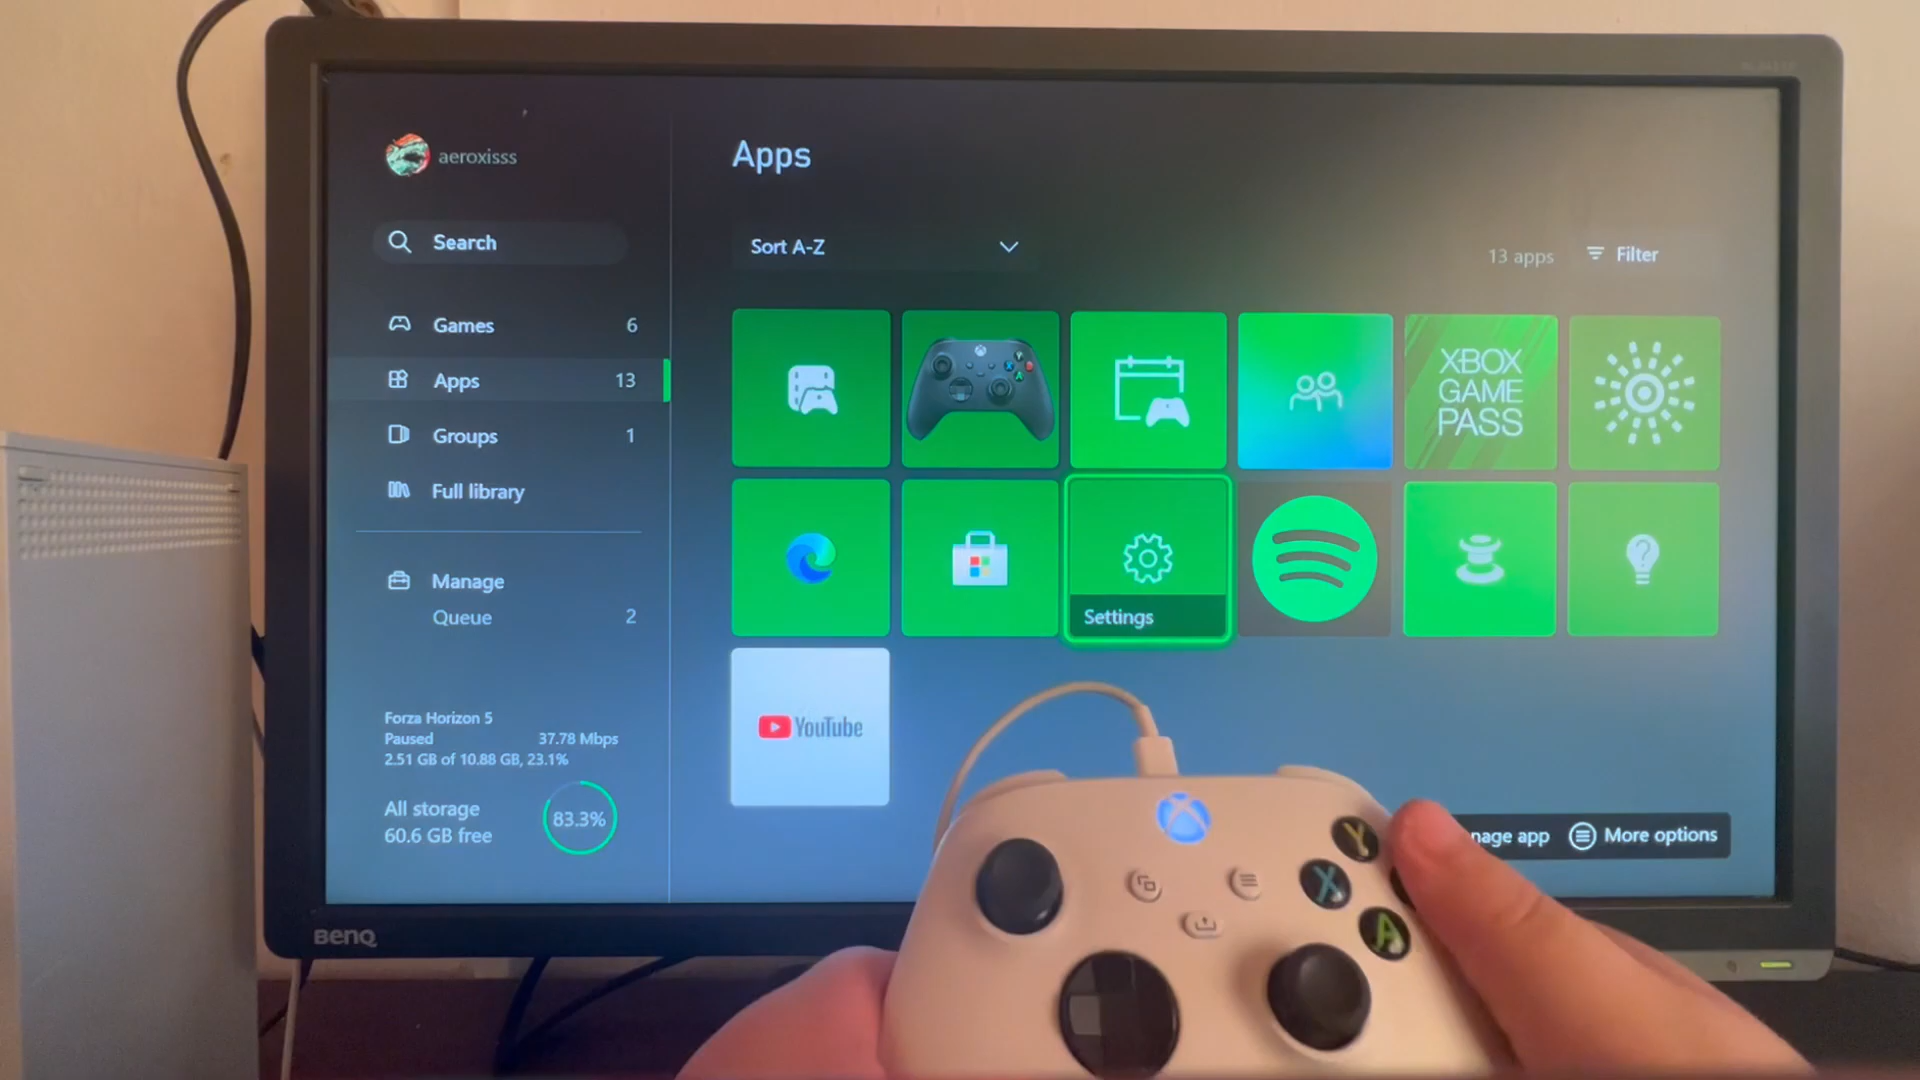 aeroxisss
Search
Games 6
Apps 13
Groups 1
Full library
Manage
Queue 2
Forza Horizon 5
Paused 37.78 Mbps
2.51 GB of 10.88 GB, 23.1%
All storage
60.6 GB free
83.3%
Apps
Sort A-Z
13 apps
Filter
XBOX
GAME
PASS
Settings
YouTube
nage app
More options
Y
X
A
BenQ